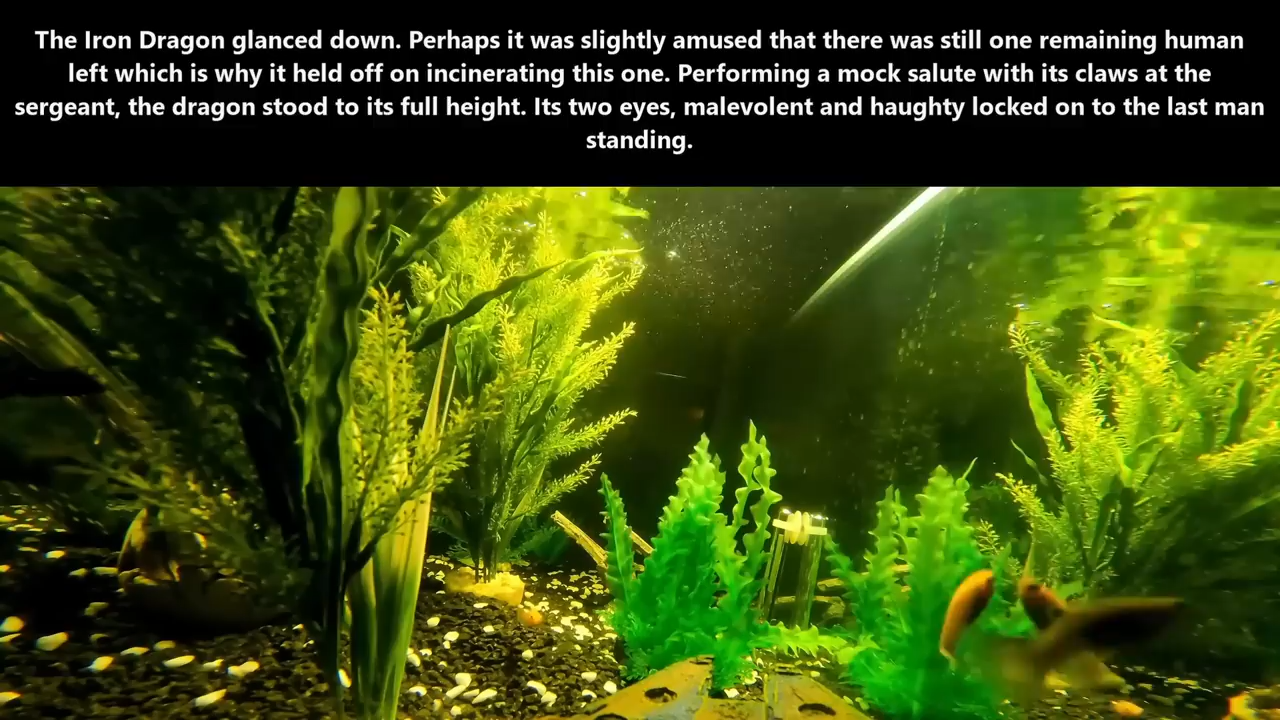 The Iron Dragon glanced down. Perhaps it was slightly amused that there was still one remaining human
left which is why it held off on incinerating this one. Performing a mock salute with its claws at the
sergeant, the dragon stood to its full height. Its two eyes, malevolent and haughty locked on to the last man
standing.